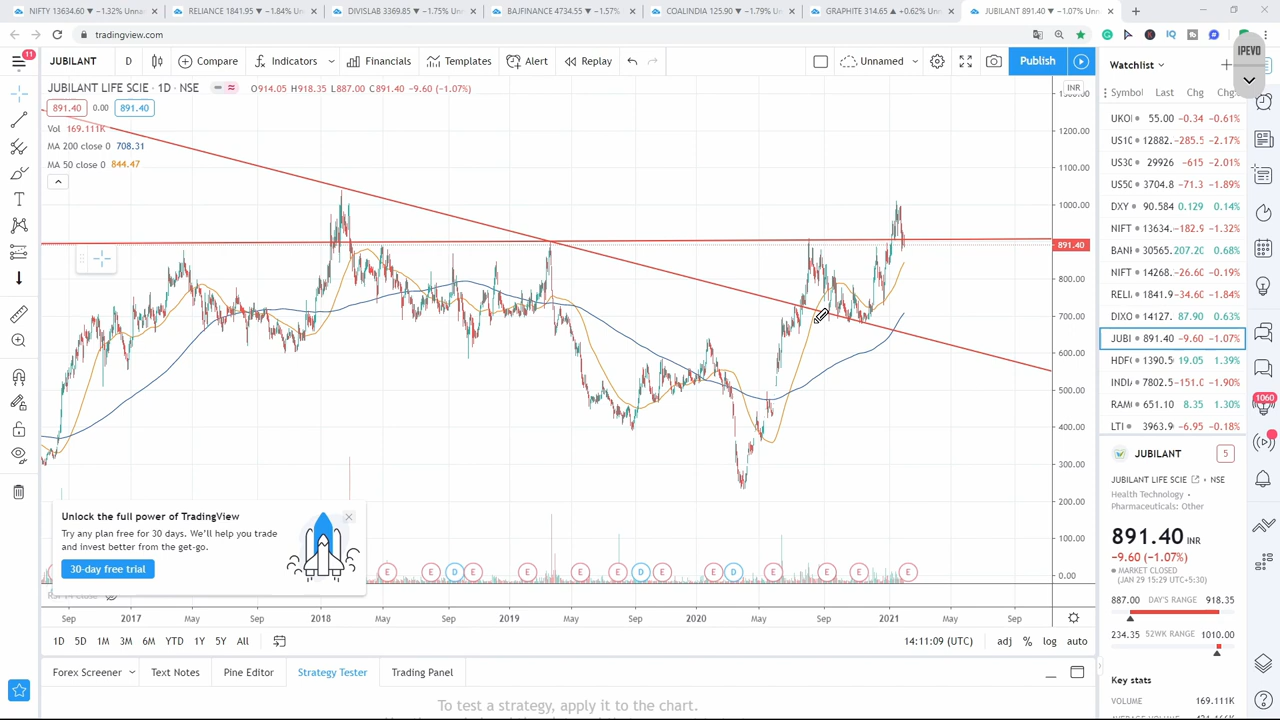 NIFTY 13634.60 ▼ −1.32% Unna
RELIANCE 1841.95 ▼ −1.84% Un
DIVISLAB 3369.85 ▼ −1.75% Un
BAJFINANCE 4734.55 ▼ −1.57%
COALINDIA 125.90 ▼ −1.79% Un
GRAPHITE 314.65 ▲ +0.62% Unn
JUBILANT 891.40 ▼ −1.07% Un
tradingview.com
IPEVO
11
JUBILANT
D
Compare
Indicators
Financials
Templates
Alert
Replay
Unnamed
Publish
Watchlist
JUBILANT LIFE SCIE · 1D · NSE
O914.05 H918.35 L887.00 C891.40 −9.60 (−1.07%)
INR
Symbol Last Chg Chg
891.40 0.00 891.40
Vol 169.111K
MA 200 close 0 708.31
MA 50 close 0 844.47
1200.00
1100.00
1000.00
891.40
800.00
700.00
600.00
500.00
400.00
300.00
200.00
100.00
0.00
UKOI 55.00 −0.34 −0.61%
US10 12882. −285.5 −2.17%
US30 29926 −615 −2.01%
US50 3704.8 −71.3 −1.89%
DXY 90.584 0.129 0.14%
NIFT 13634. −182.9 −1.32%
BANI 30565. 207.20 0.68%
NIFT 14268. −26.60 −0.19%
RELI 1841.9 −34.60 −1.84%
DIXO 14127. 87.90 0.63%
JUBI 891.40 −9.60 −1.07%
HDFC 1390.5 19.05 1.39%
INDI 7802.5 −151.0 −1.90%
RAM 651.10 8.35 1.30%
LTI 3963.9 −6.95 −0.18%
1060
JUBILANT
5
JUBILANT LIFE SCIE · NSE
Health Technology •
Pharmaceuticals: Other
891.40 INR
−9.60 (−1.07%)
MARKET CLOSED
(JAN 29 15:29 UTC+5:30)
887.00 DAY'S RANGE 918.35
234.35 52WK RANGE 1010.00
Key stats
VOLUME 169.111K
Unlock the full power of TradingView
Try any plan free for 30 days. We'll help you trade
and invest better from the get-go.
30-day free trial
E E D E E E E D E E D E E E E
Sep 2017 May Sep 2018 May Sep 2019 May Sep 2020 May Sep 2021 May Sep
1D 5D 1M 3M 6M YTD 1Y 5Y All
14:11:09 (UTC)
adj % log auto
Forex Screener
Text Notes
Pine Editor
Strategy Tester
Trading Panel
To test a strategy, apply it to the chart.